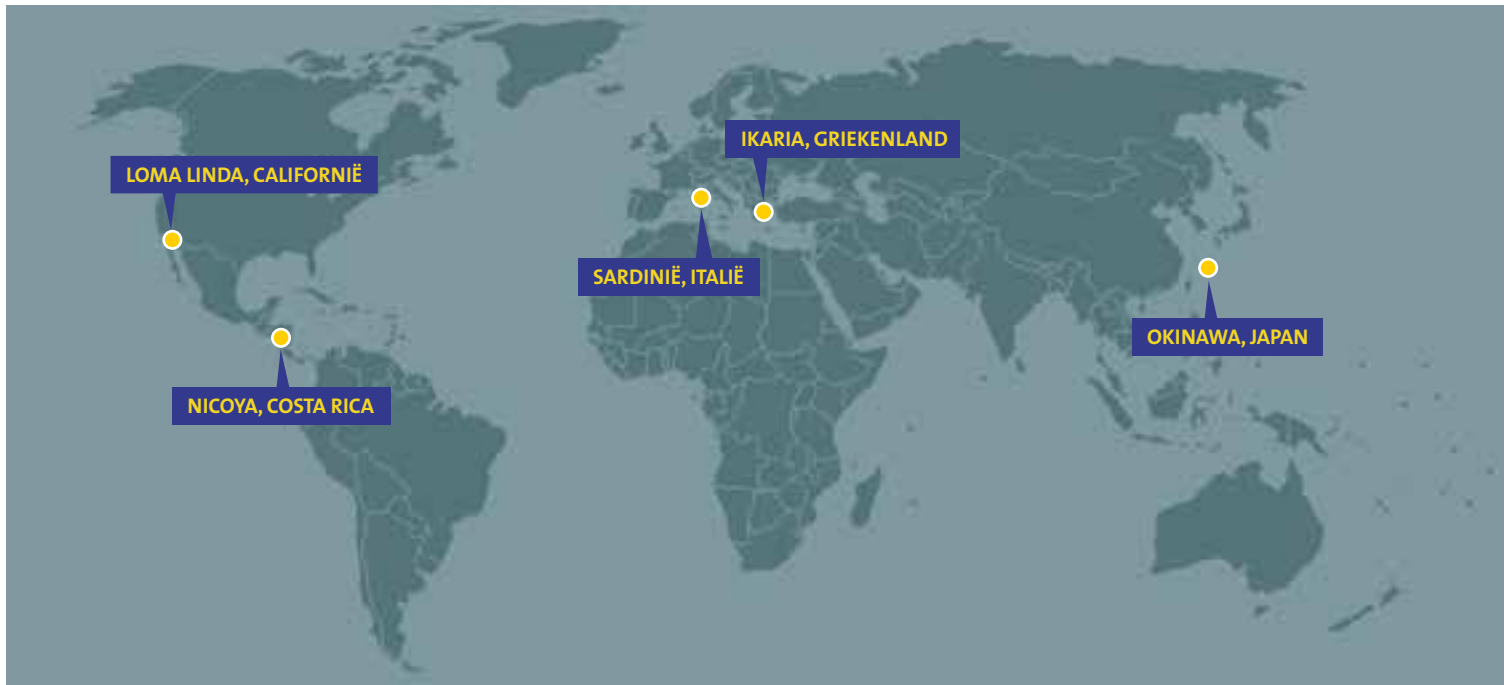 IKARIA, GRIEKENLAND
LOMA LINDA, CALIFORNIË
SARDINIË, ITALIË
OKINAWA, JAPAN
NICOYA, COSTA RICA